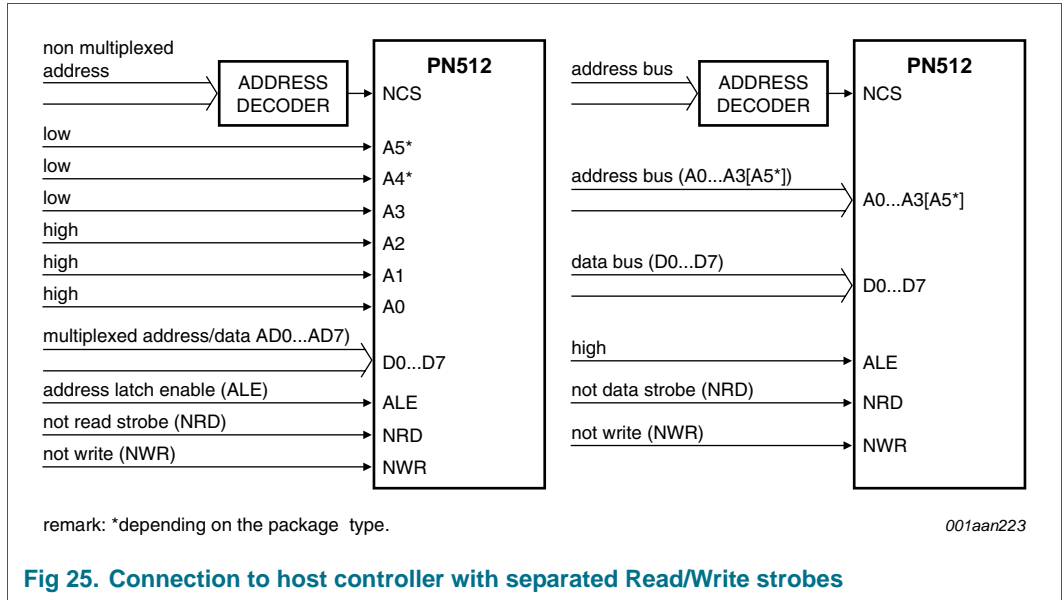 non multiplexed
address
ADDRESS
DECODER
PN512
NCS
low
A5*
low
A4*
low
A3
high
A2
high
A1
high
A0
multiplexed address/data AD0...AD7)
D0...D7
address latch enable (ALE)
ALE
not read strobe (NRD)
NRD
not write (NWR)
NWR
address bus
ADDRESS
DECODER
PN512
NCS
address bus (A0...A3[A5*])
A0...A3[A5*]
data bus (D0...D7)
D0...D7
high
ALE
not data strobe (NRD)
NRD
not write (NWR)
NWR
remark: *depending on the package type.
001aan223
Fig 25. Connection to host controller with separated Read/Write strobes